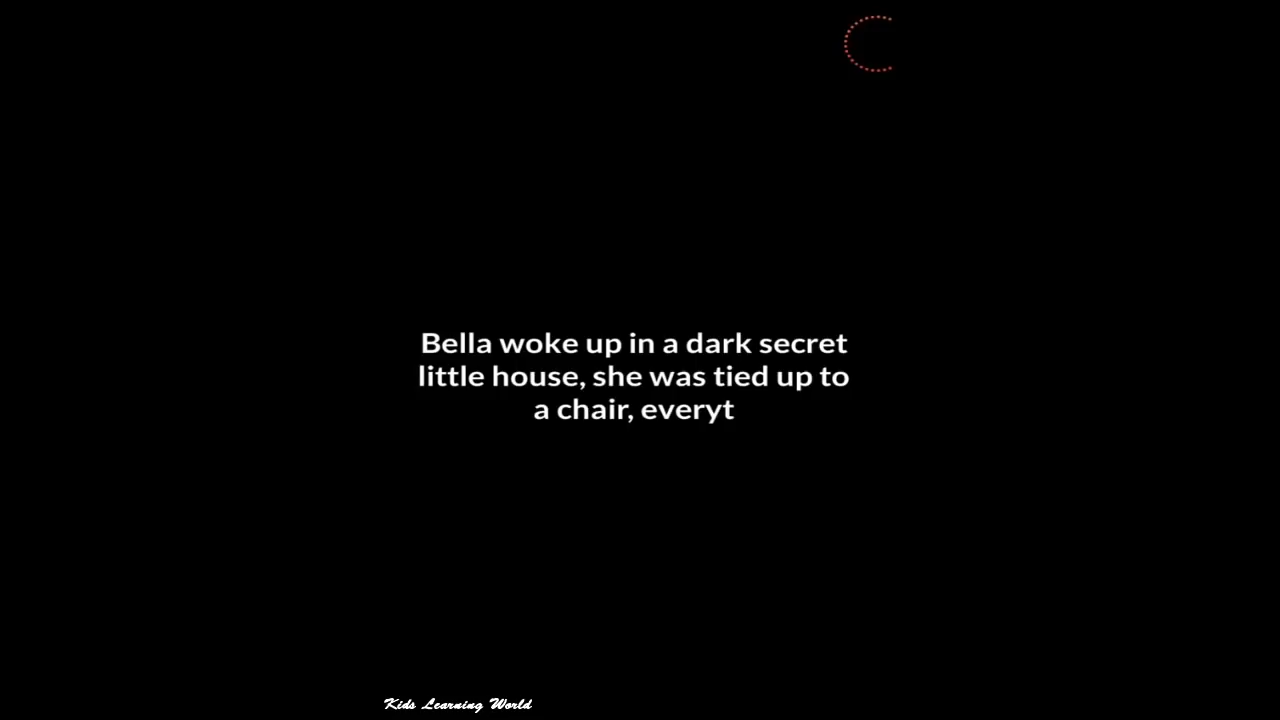 Bella woke up in a dark secret
little house, she was tied up to
a chair, everyt
Kids Learning World